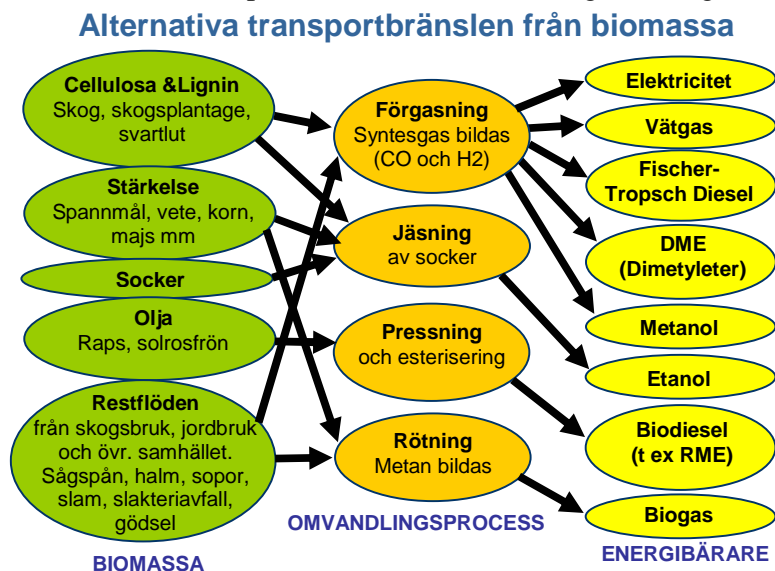 Alternativa transportbränslen från biomassa
Cellulosa &Lignin
Skog, skogsplantage,
svartlut
Stärkelse
Spannmål, vete, korn,
majs mm
Socker
Olja
Raps, solrosfrön
Restflöden
från skogsbruk, jordbruk
och övr. samhället.
Sågspån, halm, sopor,
slam, slakteriavfall,
gödsel
BIOMASSA
Förgasning
Syntesgas bildas
(CO och H2)
Jäsning
av socker
Pressning
och esterisering
Rötning
Metan bildas
OMVANDLINGSPROCESS
Elektricitet
Vätgas
Fischer-
Tropsch Diesel
DME
(Dimetyleter)
Metanol
Etanol
Biodiesel
(t ex RME)
Biogas
ENERGIBÄRARE